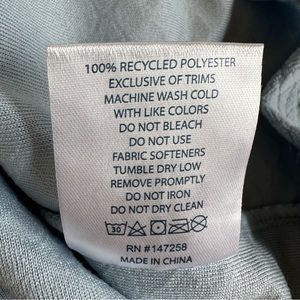 100% RECYCLED POLYESTER
EXCLUSIVE OF TRIMS
MACHINE WASH COLD
WITH LIKE COLORS
DO NOT BLEACH
DO NOT USE
FABRIC SOFTENERS
TUMBLE DRY LOW
REMOVE PROMPTLY
DO NOT IRON
DO NOT DRY CLEAN
30
RN #147258
MADE IN CHINA